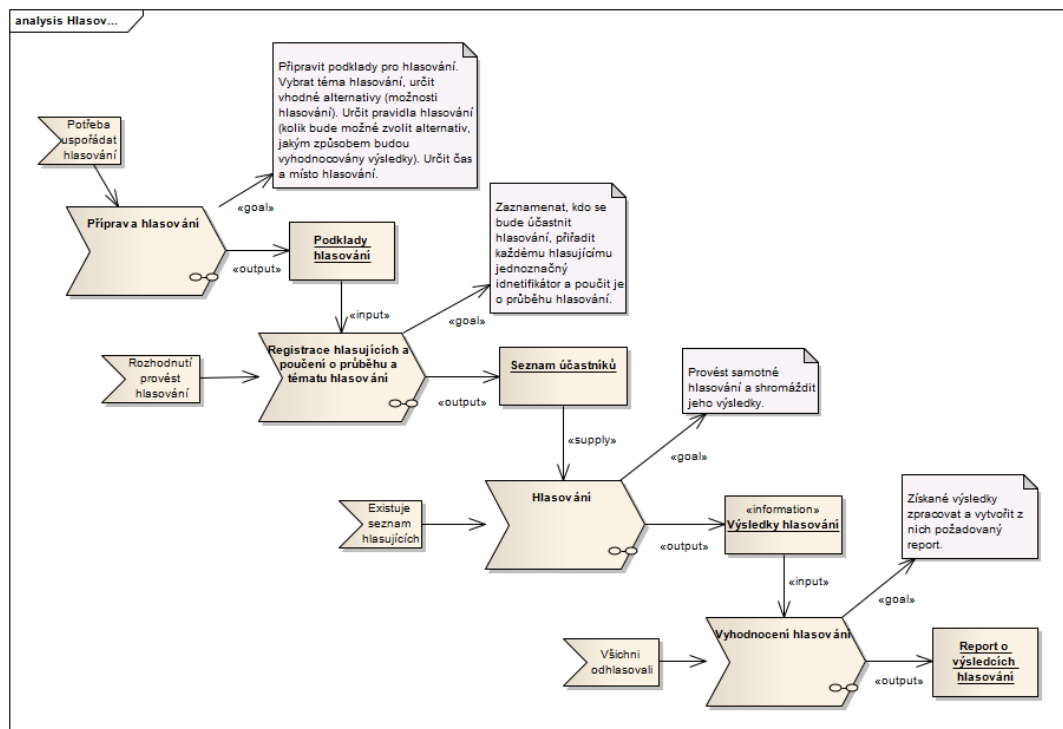 analysis Hlasov...
Připravit podklady pro hlasování.
Vybrat téma hlasování, určit
vhodné alternativy (možnosti
hlasování). Určit pravidla hlasování
(kolik bude možné zvolit alternativ,
jakým způsobem budou
vyhodnocovány výsledky). Určit čas
a místo hlasování.
Potřeba
uspořádat
hlasování
«goal»
Příprava hlasování
«output»
Podklady
hlasování
Zaznamenat, kdo se
bude účastnit
hlasování, přiřadit
každému hlasujícímu
jednoznačný
idnetifikátor a poučit je
o průběhu hlasování.
«input»
«goal»
Rozhodnutí
provést
hlasování
Registrace hlasujících a
poučení o průběhu a
tématu hlasování
«output»
Seznam účastníků
Provést samotné
hlasování a shromáždit
jeho výsledky.
«supply»
«goal»
Existuje
seznam
hlasujících
Hlasování
«output»
«information»
Výsledky hlasování
Získané výsledky
zpracovat a vytvořit z
nich požadovaný
report.
«input»
«goal»
Všichni
odhlasovali
Vyhodnocení hlasování
«output»
Report o
výsledcích
hlasování